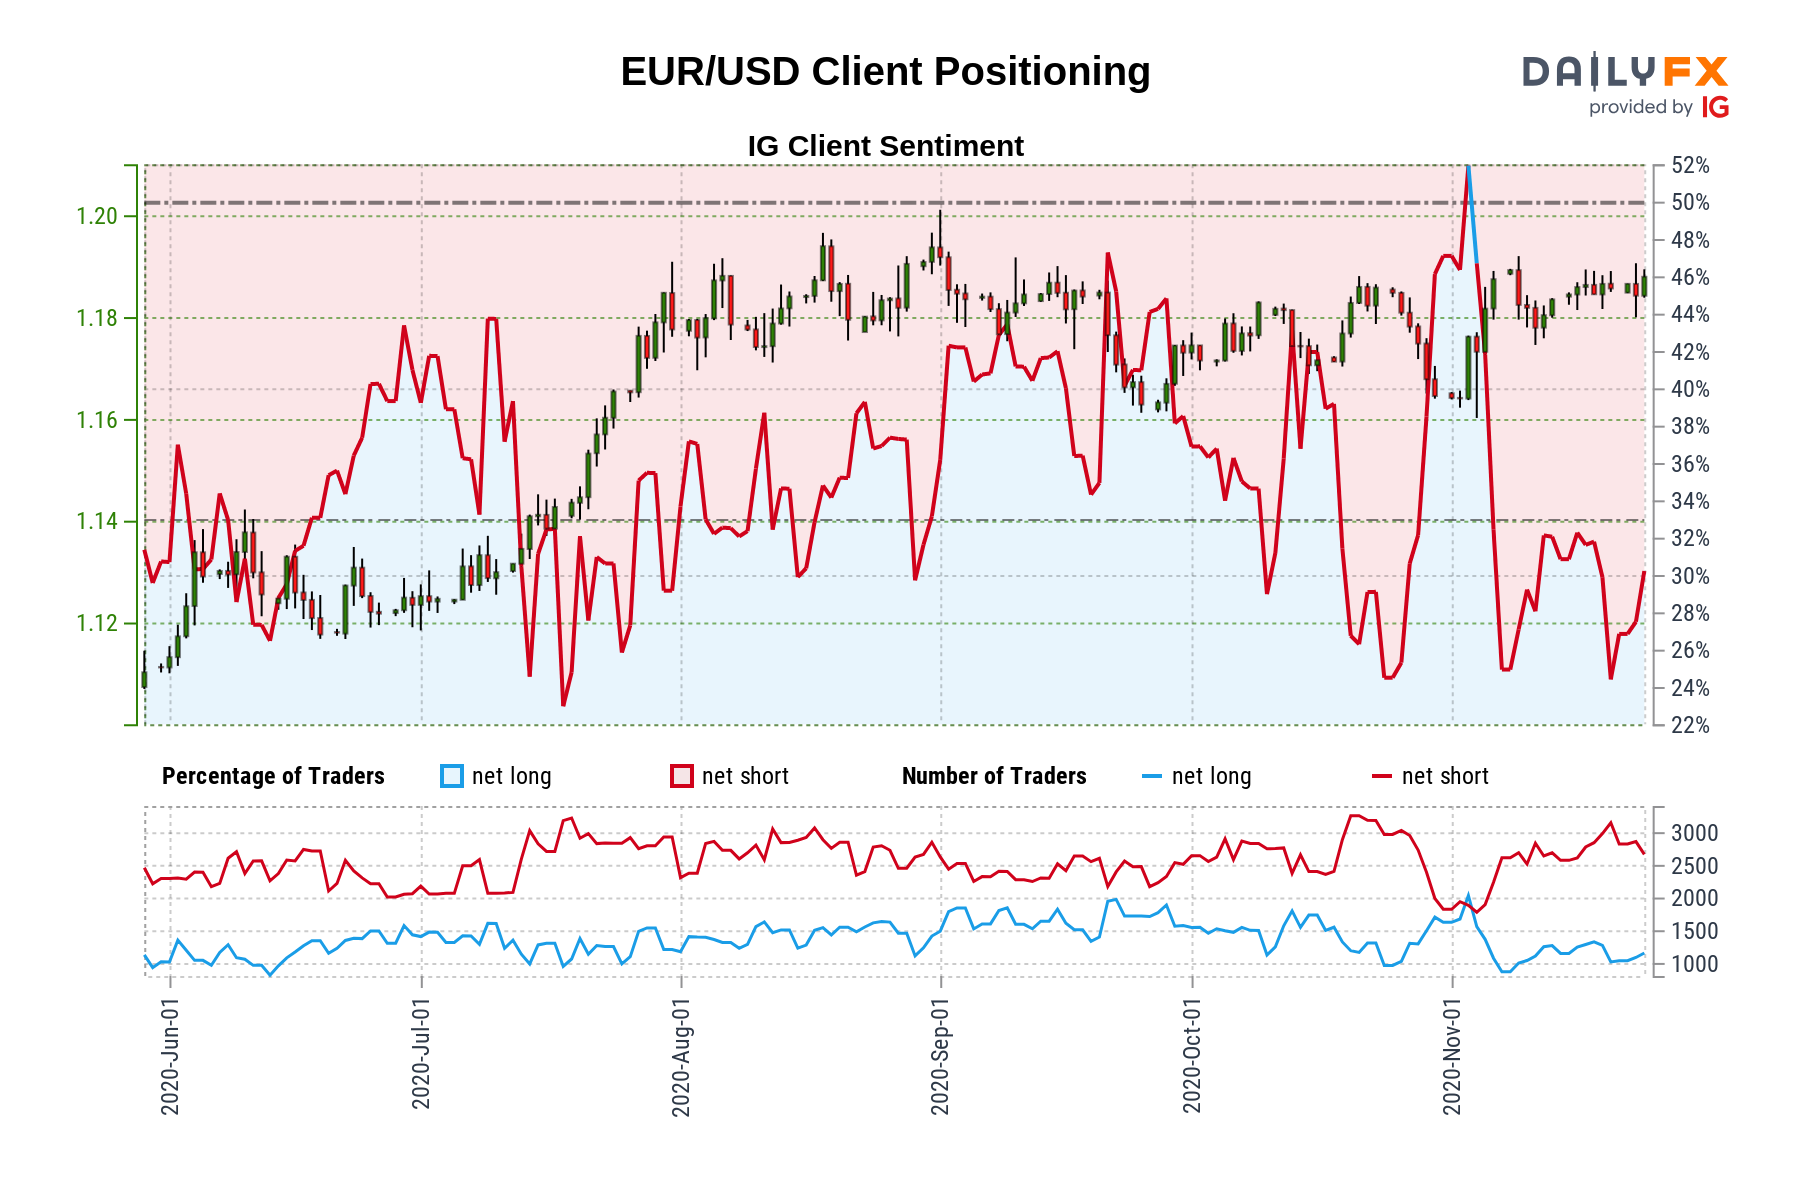 EUR/USD Client Positioning
DAILYFX
provided by IG
IG Client Sentiment
1.20
1.18
1.16
1.14
1.12
52%
50%
48%
46%
44%
42%
40%
38%
36%
34%
32%
30%
28%
26%
24%
22%
Percentage of Traders net long net short Number of Traders net long net short
3000
2500
2000
1500
1000
2020-Jun-01
2020-Jul-01
2020-Aug-01
2020-Sep-01
2020-Oct-01
2020-Nov-01